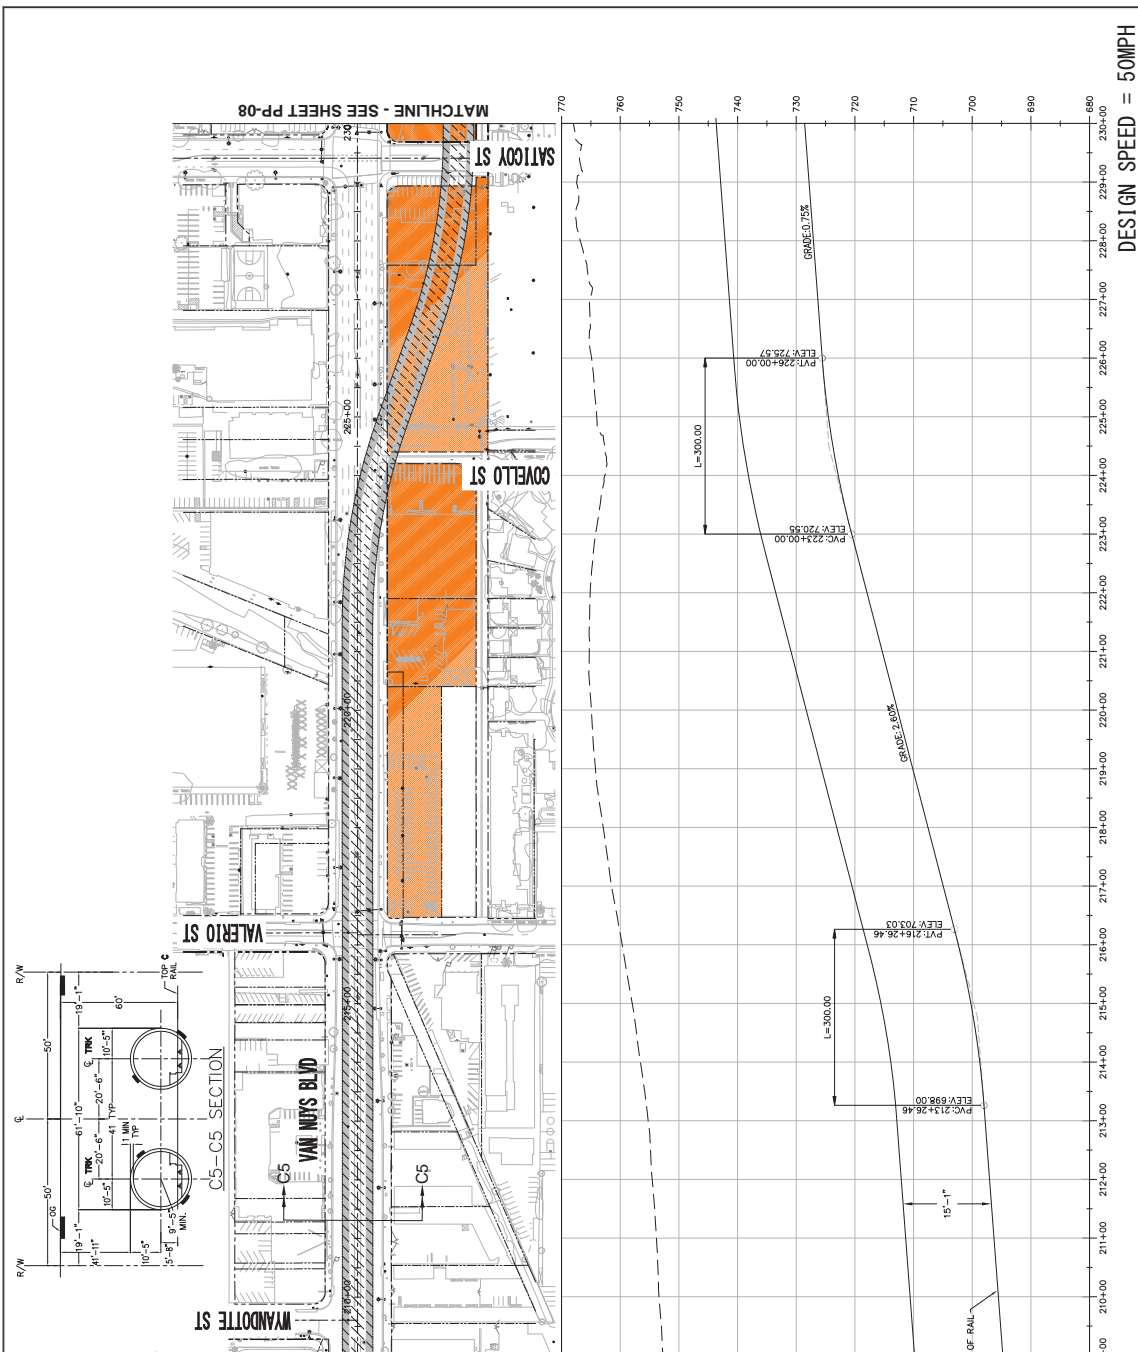 MATCHLINE - SEE SHEET PP-08
SATICOY ST
COVELLO ST
VALERIO ST
VAN NUYS BLVD
WYANDOTTE ST
230
225+00
220+00
215+00
210+00
C5
C5
C5-C5 SECTION
R/W
R/W
℄
50'
50'
OG
19'-1"
19'-1"
61'-10"
60'
41'-11"
℄ TRK
℄ TRK
10'-5"
10'-5"
20'-6"
20'-6"
41 TYP
1 MIN
TYP
TOP
RAIL
10'-5"
5'-8"
9'-5"
MIN.
770
760
750
740
730
720
710
700
690
680
GRADE:0.75%
PVT: 226+00.00
ELEV: 725.57
L=300.00
PVC: 223+00.00
ELEV: 720.55
GRADE: 2.60%
PVT: 216+26.46
ELEV: 703.03
L=300.00
PVC: 213+26.46
ELEV: 698.00
15'-1"
OF RAIL
230+00
229+00
228+00
227+00
226+00
225+00
224+00
223+00
222+00
221+00
220+00
219+00
218+00
217+00
216+00
215+00
214+00
213+00
212+00
211+00
210+00
DESIGN SPEED = 50MPH